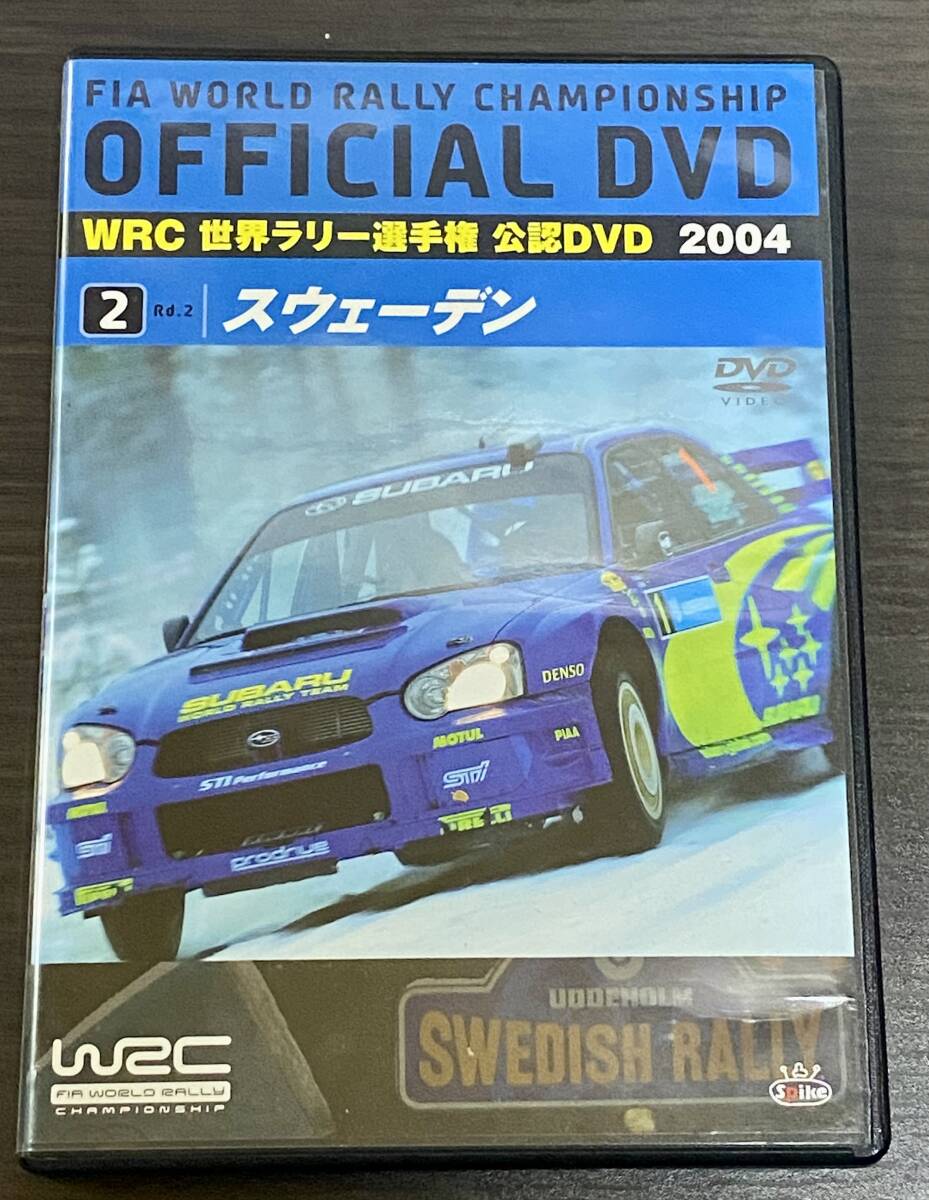 FIA WORLD RALLY CHAMPIONSHIP
OFFICIAL DVD
WRC 世界ラリー選手権 公認DVD 2004
2 Rd.2 スウェーデン
DVD
VIDEO
SUBARU
1
SUBARU
WORLD RALLY TEAM
DENSO
MOTUL
PIAA
STI Performance
STI
STI
prodrive
UDDEHOLM
SWEDISH RALLY
WRC
FIA WORLD RALLY
CHAMPIONSHIP
Spike